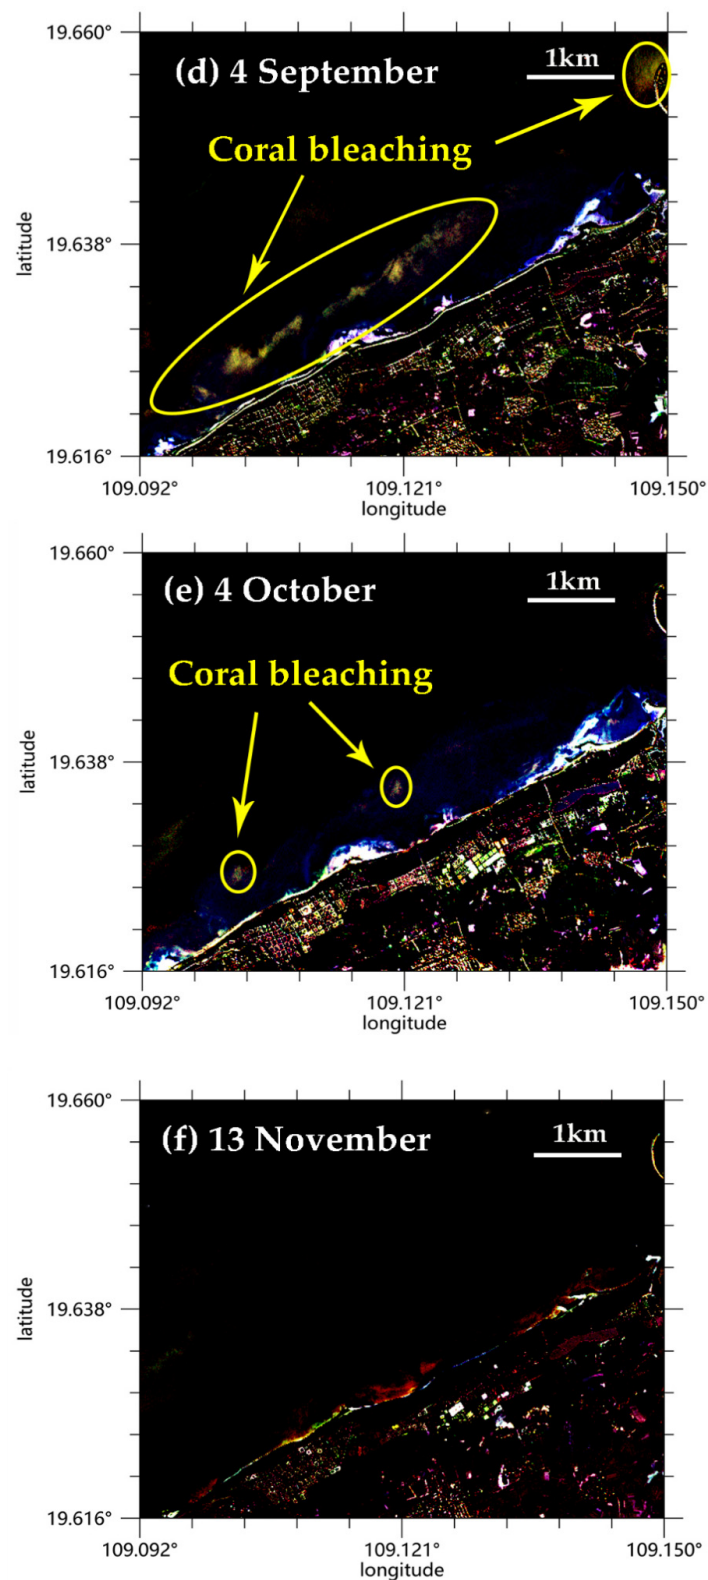 19.660°
(d) 4 September
1km
Coral bleaching
latitude
19.638°
19.616°
109.092°
109.121°
109.150°
longitude
19.660°
(e) 4 October
1km
Coral bleaching
latitude
19.638°
19.616°
109.092°
109.121°
109.150°
longitude
19.660°
(f) 13 November
1km
latitude
19.638°
19.616°
109.092°
109.121°
109.150°
longitude